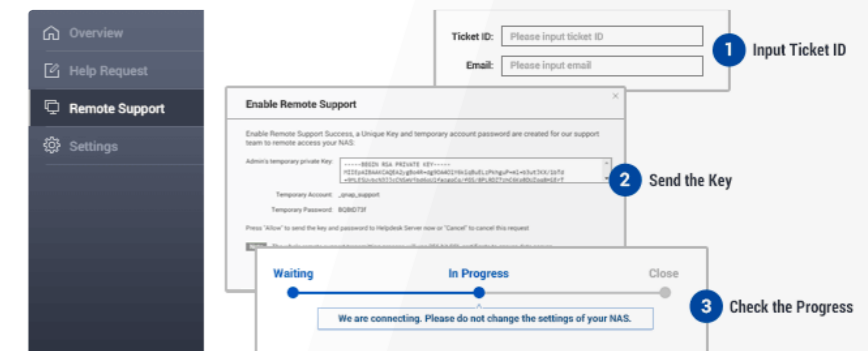 Overview
Help Request
Remote Support
Settings
Ticket ID: Please input ticket ID
Email: Please input email
1 Input Ticket ID
Enable Remote Support
×
Enable Remote Support Success, a Unique Key and temporary account password are created for our support
team to remote access your NAS:
Admin's temporary private Key: -----BEGIN RSA PRIVATE KEY-----
2 Send the Key
Temporary Account: _qnap_support
Temporary Password: BQBtD73f
Press "Allow" to send the key and password to Helpdesk Server now or "Cancel" to cancel this request
Waiting In Progress Close
We are connecting. Please do not change the settings of your NAS.
3 Check the Progress